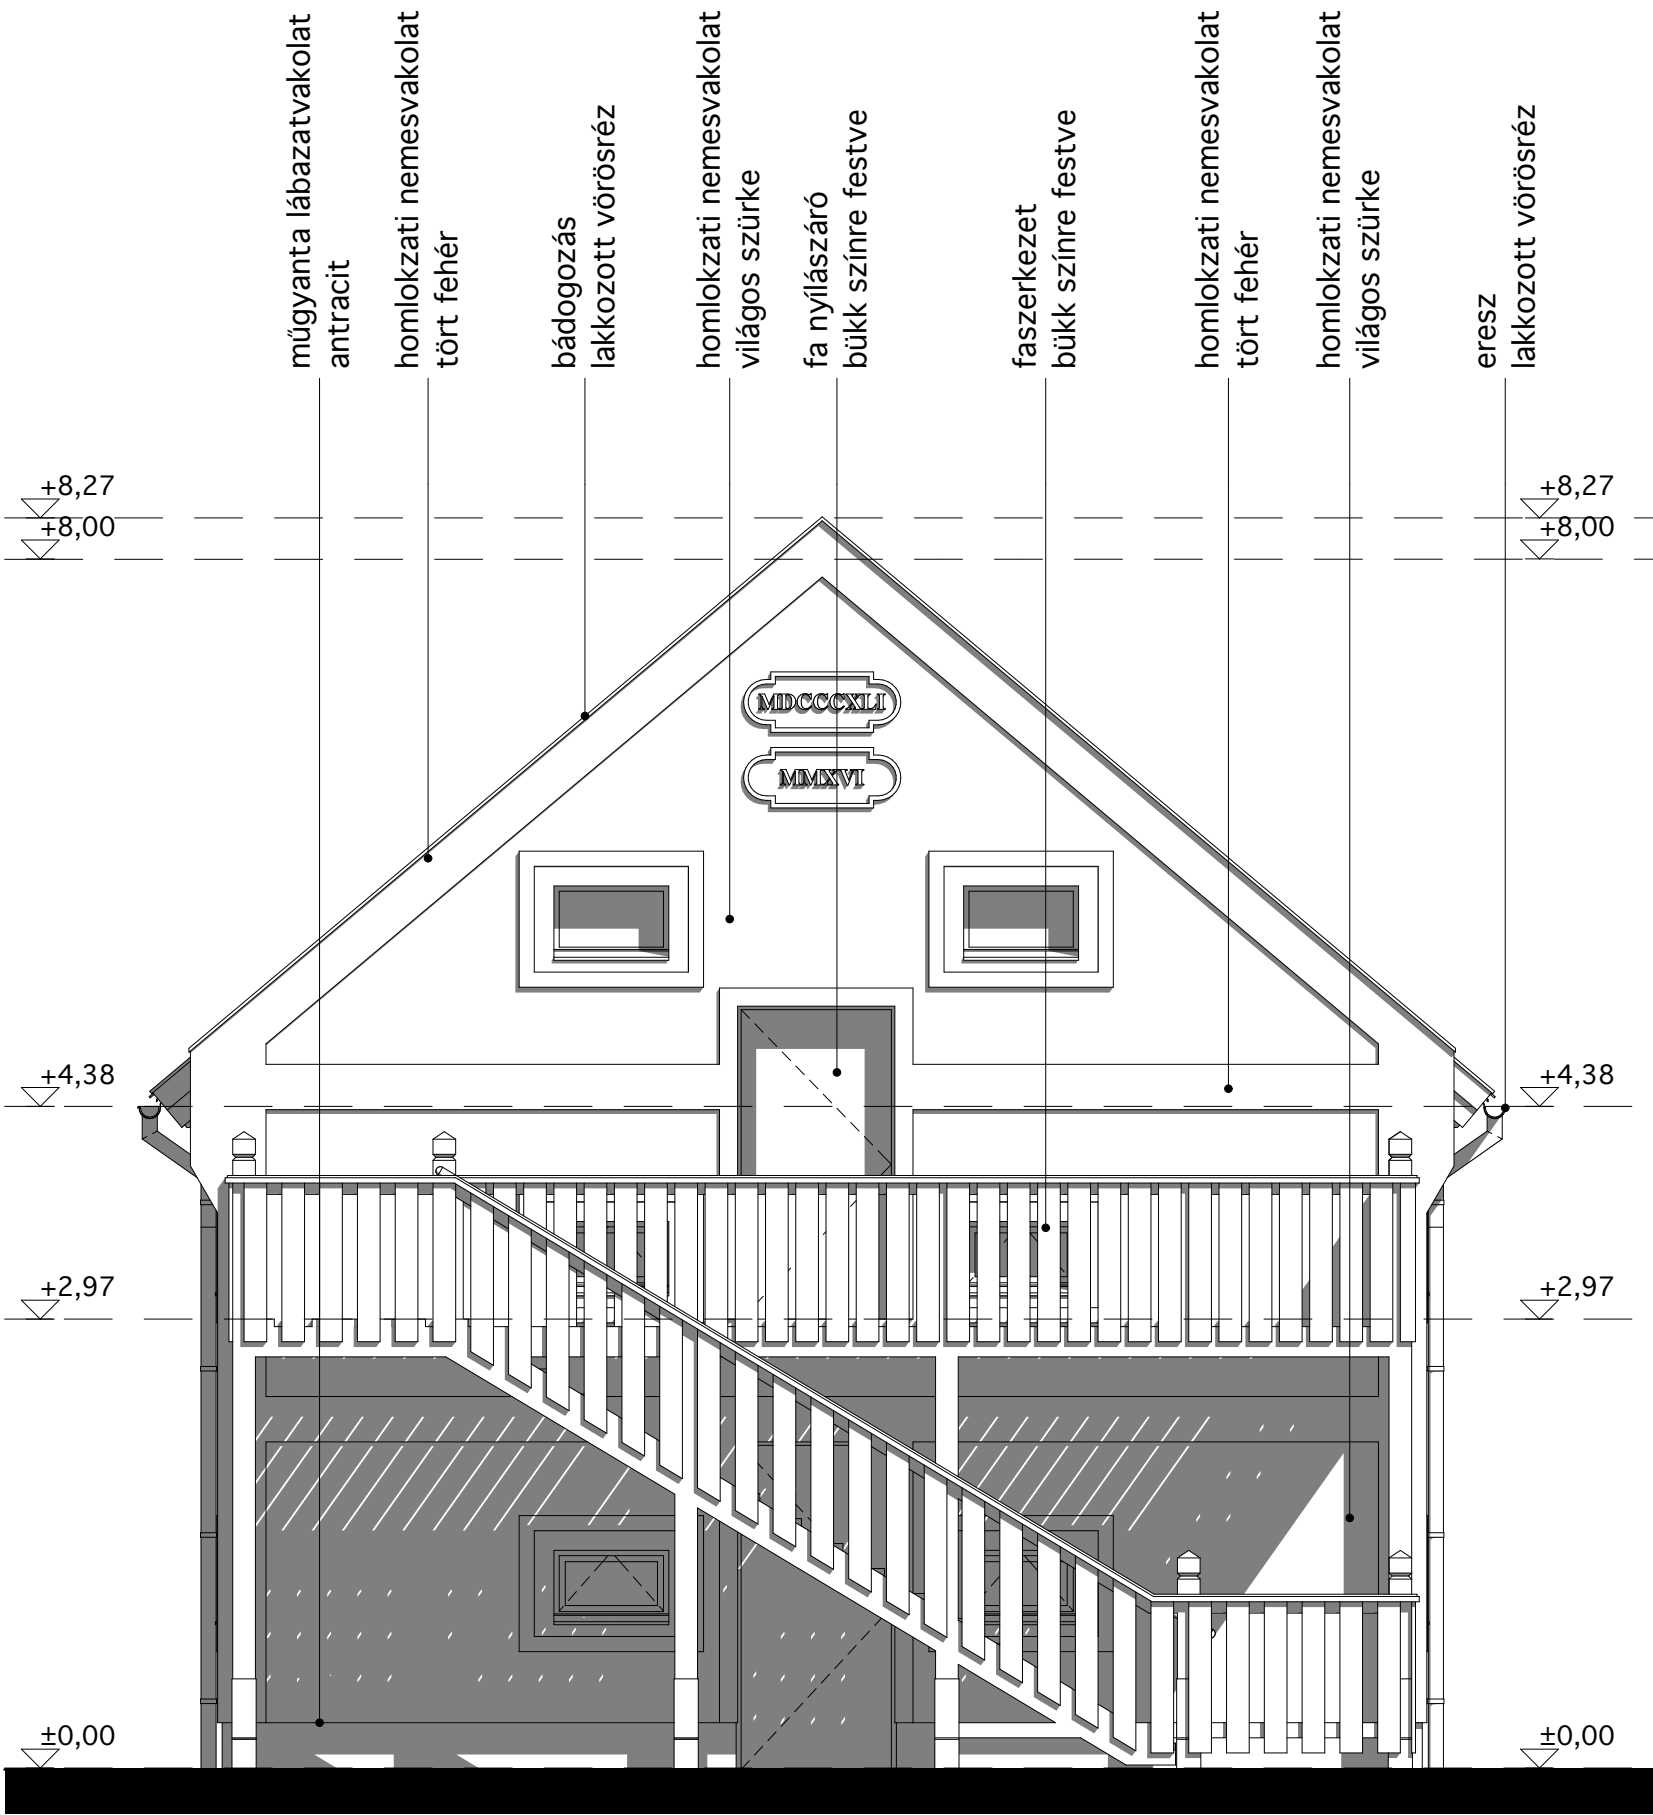 műgyanta lábazatvakolat
antracit
homlokzati nemesvakolat
tört fehér
bádogozás
lakkozott vörösréz
homlokzati nemesvakolat
világos szürke
fa nyílászáró
bükk színre festve
faszerkezet
bükk színre festve
homlokzati nemesvakolat
tört fehér
homlokzati nemesvakolat
világos szürke
eresz
lakkozott vörösréz
+8,27
+8,27
+8,00
+8,00
MDCCCXLI
MMXVI
+4,38
+4,38
+2,97
+2,97
±0,00
±0,00